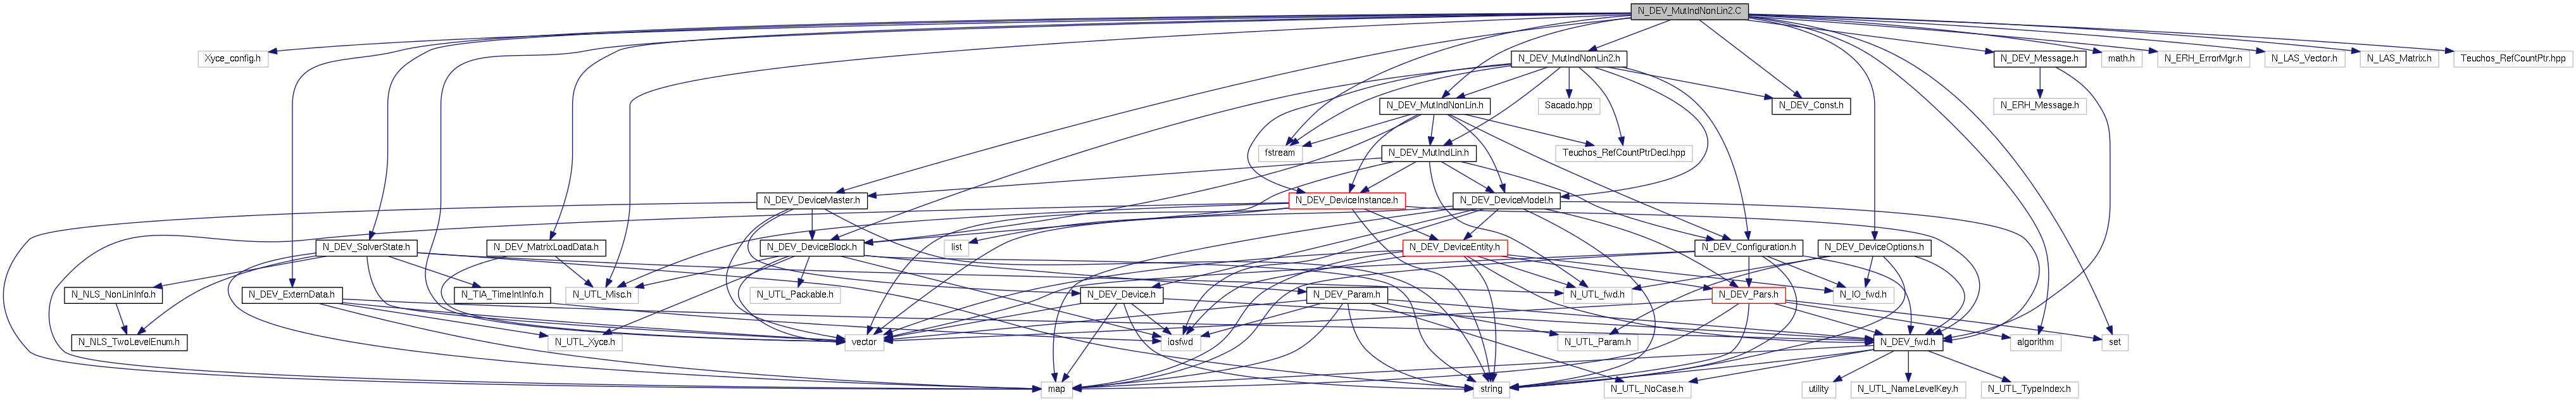 N_DEV_MutIndNonLin2.C
Xyce_config.h
N_DEV_MutIndNonLin2.h
N_DEV_Message.h
math.h
N_ERH_ErrorMgr.h
N_LAS_Vector.h
N_LAS_Matrix.h
Teuchos_RefCountPtr.hpp
N_DEV_MutIndNonLin.h
Sacado.hpp
N_DEV_Const.h
N_ERH_Message.h
fstream
N_DEV_MutIndLin.h
Teuchos_RefCountPtrDecl.hpp
N_DEV_DeviceMaster.h
N_DEV_DeviceInstance.h
N_DEV_DeviceModel.h
N_DEV_SolverState.h
N_DEV_MatrixLoadData.h
N_DEV_DeviceBlock.h
list
N_DEV_DeviceEntity.h
N_DEV_Configuration.h
N_DEV_DeviceOptions.h
N_NLS_NonLinInfo.h
N_DEV_ExternData.h
N_TIA_TimeIntInfo.h
N_UTL_Misc.h
N_UTL_Packable.h
N_DEV_Device.h
N_DEV_Param.h
N_UTL_fwd.h
N_DEV_Pars.h
N_IO_fwd.h
N_NLS_TwoLevelEnum.h
N_UTL_Xyce.h
vector
iosfwd
N_UTL_Param.h
N_DEV_fwd.h
algorithm
set
map
string
N_UTL_NoCase.h
utility
N_UTL_NameLevelKey.h
N_UTL_TypeIndex.h